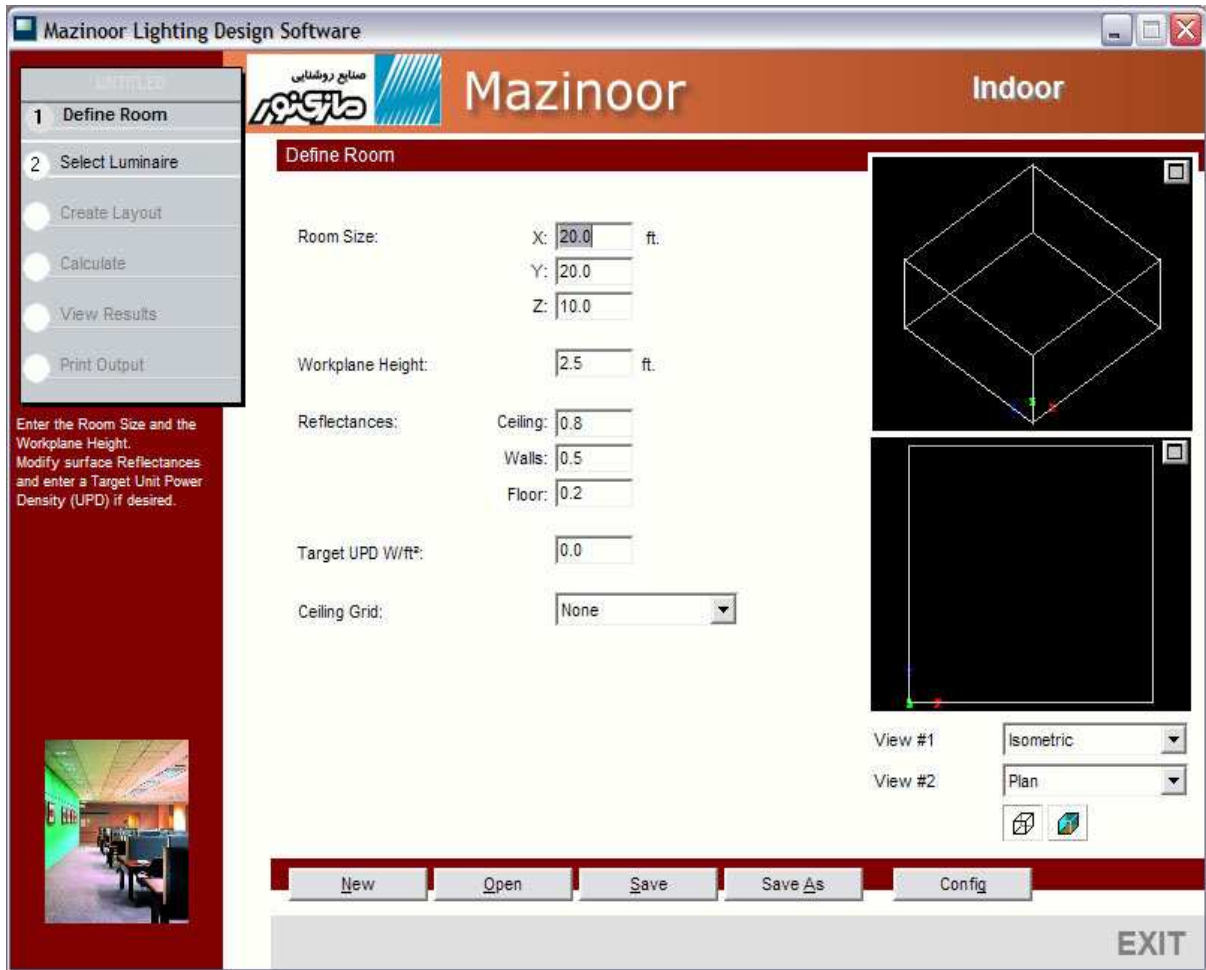 Mazinoor Lighting Design Software
UNTITLED
1 Define Room
2 Select Luminaire
Create Layout
Calculate
View Results
Print Output
Enter the Room Size and the
Workplane Height.
Modify surface Reflectances
and enter a Target Unit Power
Density (UPD) if desired.
صنایع روشنایی
مازی نور
Mazinoor
Indoor
Define Room
Room Size: X: 20.0 ft.
Y: 20.0
Z: 10.0
Workplane Height: 2.5 ft.
Reflectances: Ceiling: 0.8
Walls: 0.5
Floor: 0.2
Target UPD W/ft²: 0.0
Ceiling Grid: None
View #1 Isometric
View #2 Plan
New Open Save Save As Config
EXIT